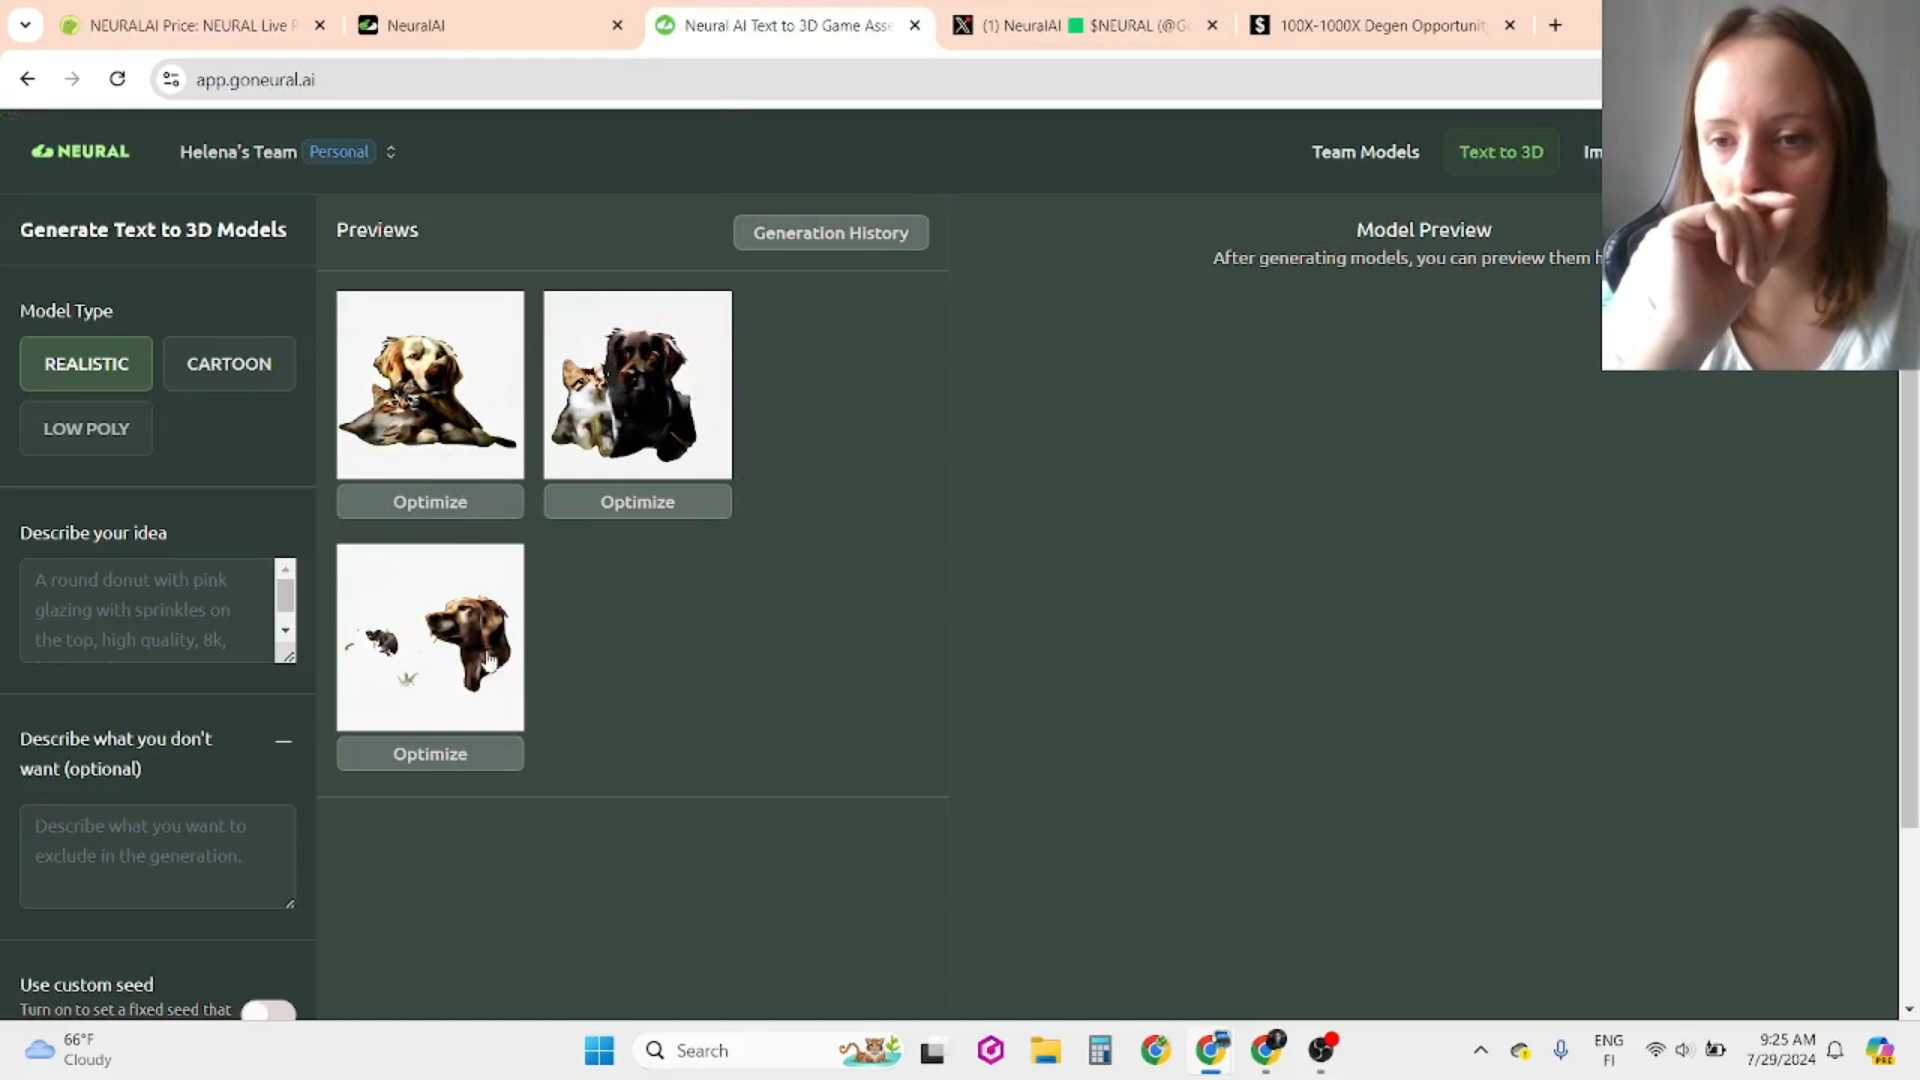 NEURALAI Price: NEURAL Live
NeuralAI
Neural AI Text to 3D Game Asse
(1) NeuralAI $NEURAL (@Go
100X-1000X Degen Opportunity
app.goneural.ai
NEURAL
Helena's Team
Personal
Team Models
Text to 3D
Im
Generate Text to 3D Models
Previews
Generation History
Model Preview
After generating models, you can preview them h
Model Type
REALISTIC
CARTOON
LOW POLY
Optimize
Optimize
Describe your idea
A round donut with pink
glazing with sprinkles on
the top, high quality, 8k,
Optimize
Describe what you don't
want (optional)
Describe what you want to
exclude in the generation.
Use custom seed
Turn on to set a fixed seed that
66°F
Cloudy
Search
ENG
FI
9:25 AM
7/29/2024
PRE